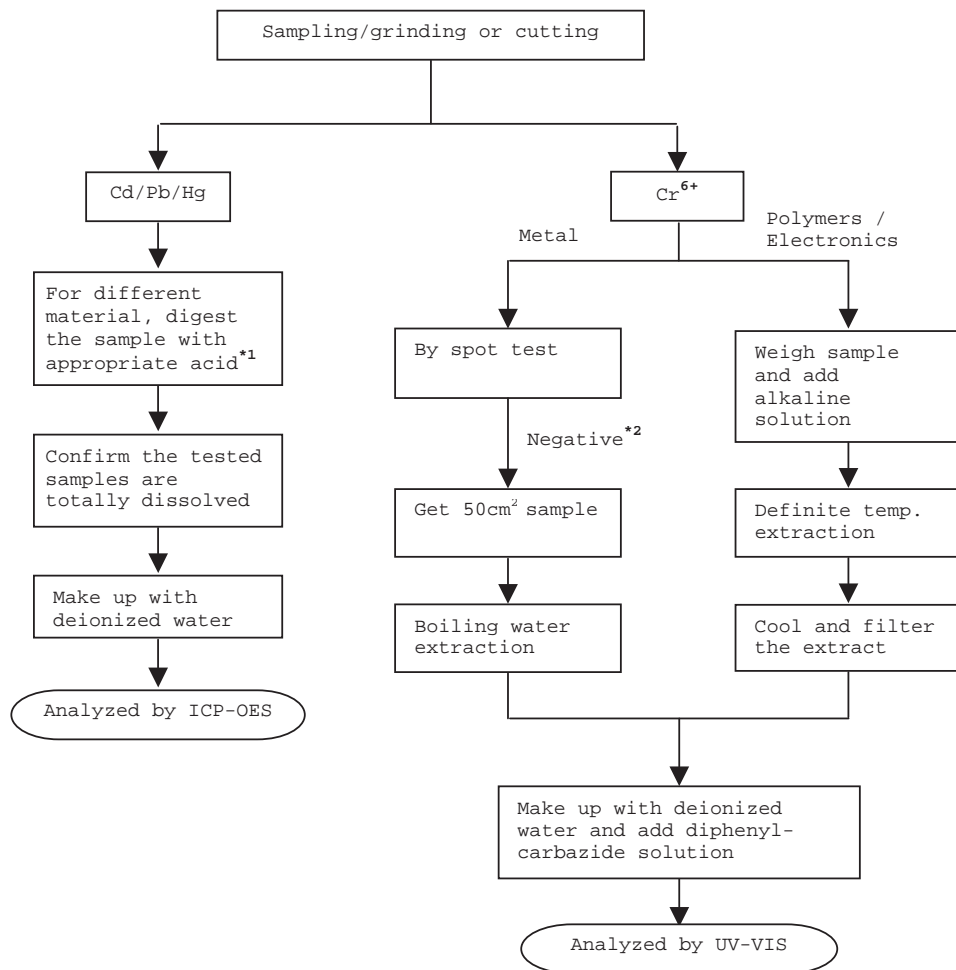 Sampling/grinding or cutting
Cd/Pb/Hg
For different
material, digest
the sample with
appropriate acid*1
Confirm the tested
samples are
totally dissolved
Make up with
deionized water
Analyzed by ICP-OES
Cr6+
Metal
Polymers /
Electronics
By spot test
Negative*2
Get 50cm² sample
Boiling water
extraction
Weigh sample
and add
alkaline
solution
Definite temp.
extraction
Cool and filter
the extract
Make up with deionized
water and add diphenyl-
carbazide solution
Analyzed by UV-VIS